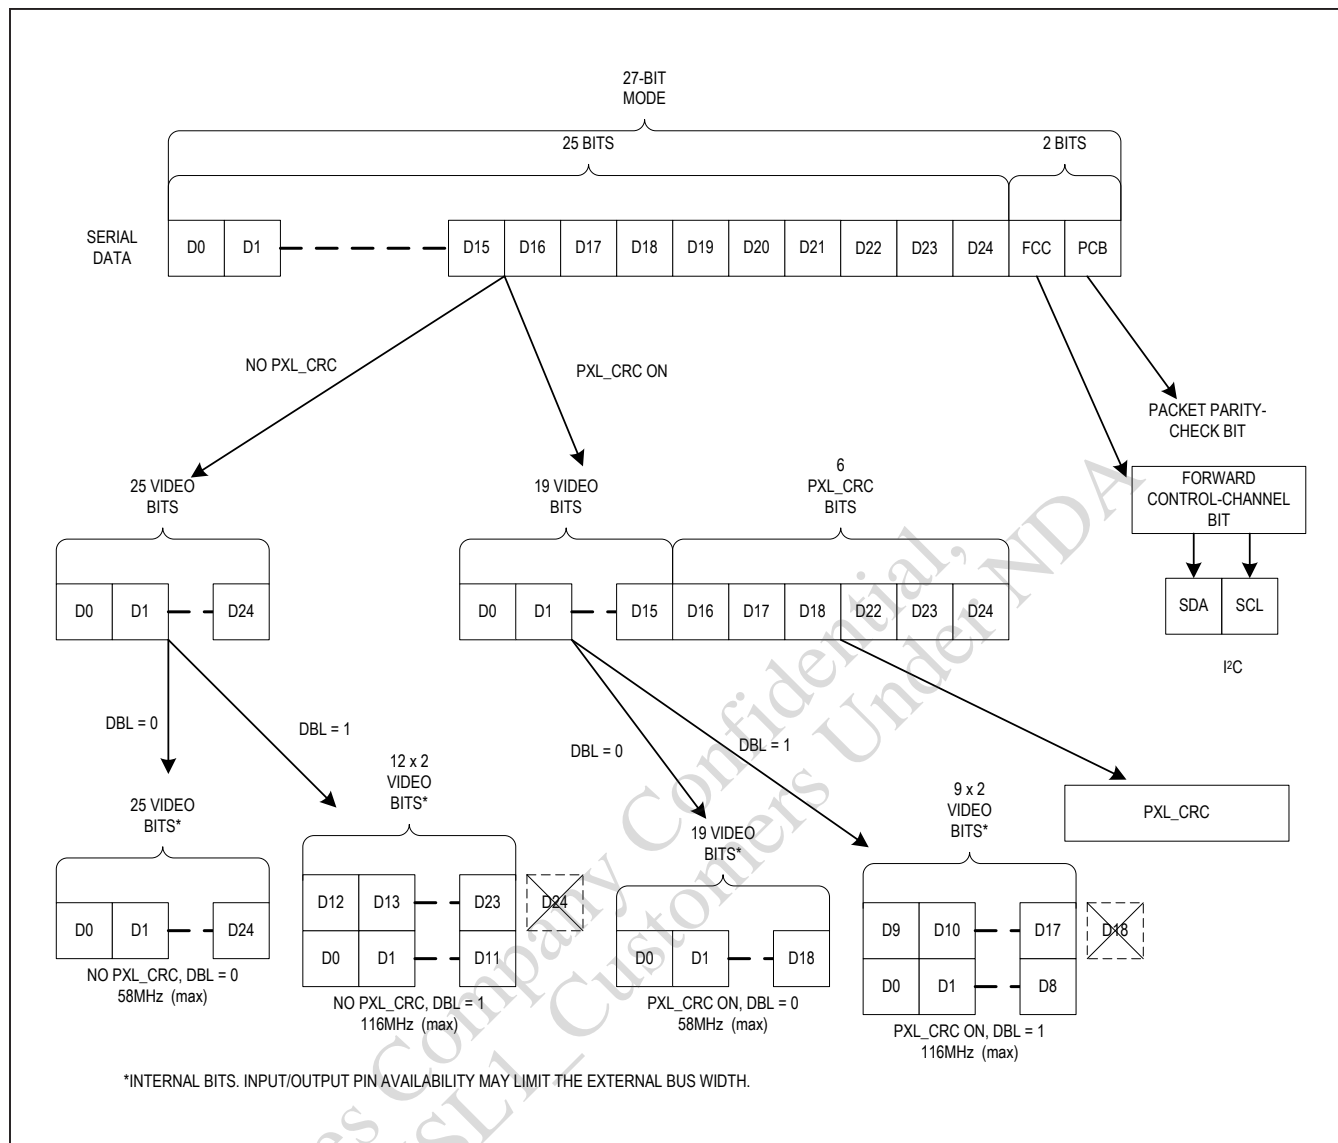 27-BIT
MODE
25 BITS
2 BITS
SERIAL
DATA
D0 D1 D15 D16 D17 D18 D19 D20 D21 D22 D23 D24 FCC PCB
NO PXL_CRC
PXL_CRC ON
PACKET PARITY-
CHECK BIT
25 VIDEO
BITS
19 VIDEO
BITS
6
PXL_CRC
BITS
FORWARD
CONTROL-CHANNEL
BIT
D0 D1 D24
D0 D1 D15 D16 D17 D18 D22 D23 D24
SDA SCL
I²C
DBL = 0
DBL = 1
DBL = 0
DBL = 1
25 VIDEO
BITS*
12 x 2
VIDEO
BITS*
19 VIDEO
BITS*
9 x 2
VIDEO
BITS*
PXL_CRC
D0 D1 D24
NO PXL_CRC, DBL = 0
58MHz (max)
D12 D13 D23 D24
D0 D1 D11
NO PXL_CRC, DBL = 1
116MHz (max)
D0 D1 D18
PXL_CRC ON, DBL = 0
58MHz (max)
D9 D10 D17 D18
D0 D1 D8
PXL_CRC ON, DBL = 1
116MHz (max)
*INTERNAL BITS. INPUT/OUTPUT PIN AVAILABILITY MAY LIMIT THE EXTERNAL BUS WIDTH.
Company Confidential,
Customers Under NDA